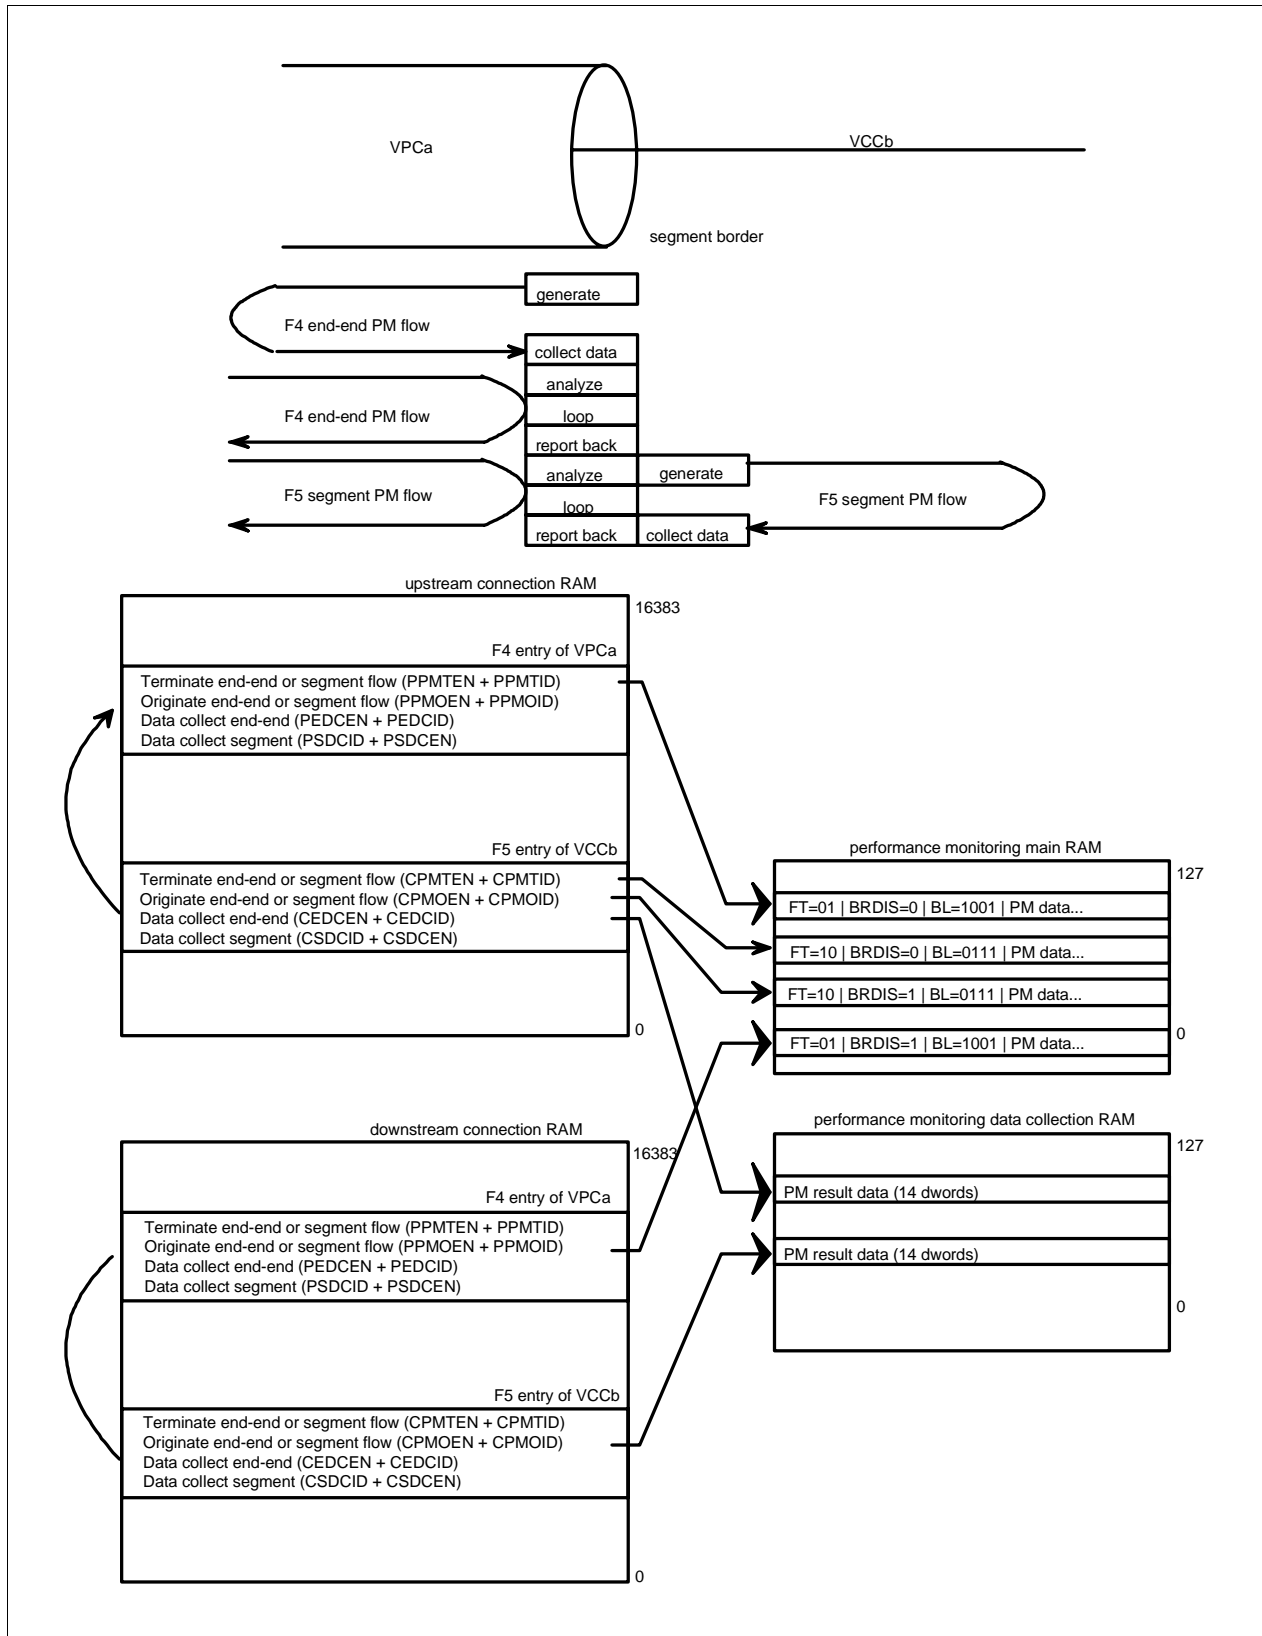 VPCa
VCCb
segment border
generate
F4 end-end PM flow
collect data
analyze
F4 end-end PM flow
loop
report back
analyze
generate
F5 segment PM flow
F5 segment PM flow
loop
report back
collect data
upstream connection RAM
16383
F4 entry of VPCa
Terminate end-end or segment flow (PPMTEN + PPMTID)
Originate end-end or segment flow (PPMOEN + PPMOID)
Data collect end-end (PEDCEN + PEDCID)
Data collect segment (PSDCID + PSDCEN)
F5 entry of VCCb
Terminate end-end or segment flow (CPMTEN + CPMTID)
Originate end-end or segment flow (CPMOEN + CPMOID)
Data collect end-end (CEDCEN + CEDCID)
Data collect segment (CSDCID + CSDCEN)
0
performance monitoring main RAM
127
FT=01 | BRDIS=0 | BL=1001 | PM data...
FT=10 | BRDIS=0 | BL=0111 | PM data...
FT=10 | BRDIS=1 | BL=0111 | PM data...
0
FT=01 | BRDIS=1 | BL=1001 | PM data...
downstream connection RAM
16383
F4 entry of VPCa
Terminate end-end or segment flow (PPMTEN + PPMTID)
Originate end-end or segment flow (PPMOEN + PPMOID)
Data collect end-end (PEDCEN + PEDCID)
Data collect segment (PSDCID + PSDCEN)
F5 entry of VCCb
Terminate end-end or segment flow (CPMTEN + CPMTID)
Originate end-end or segment flow (CPMOEN + CPMOID)
Data collect end-end (CEDCEN + CEDCID)
Data collect segment (CSDCID + CSDCEN)
0
performance monitoring data collection RAM
127
PM result data (14 dwords)
PM result data (14 dwords)
0